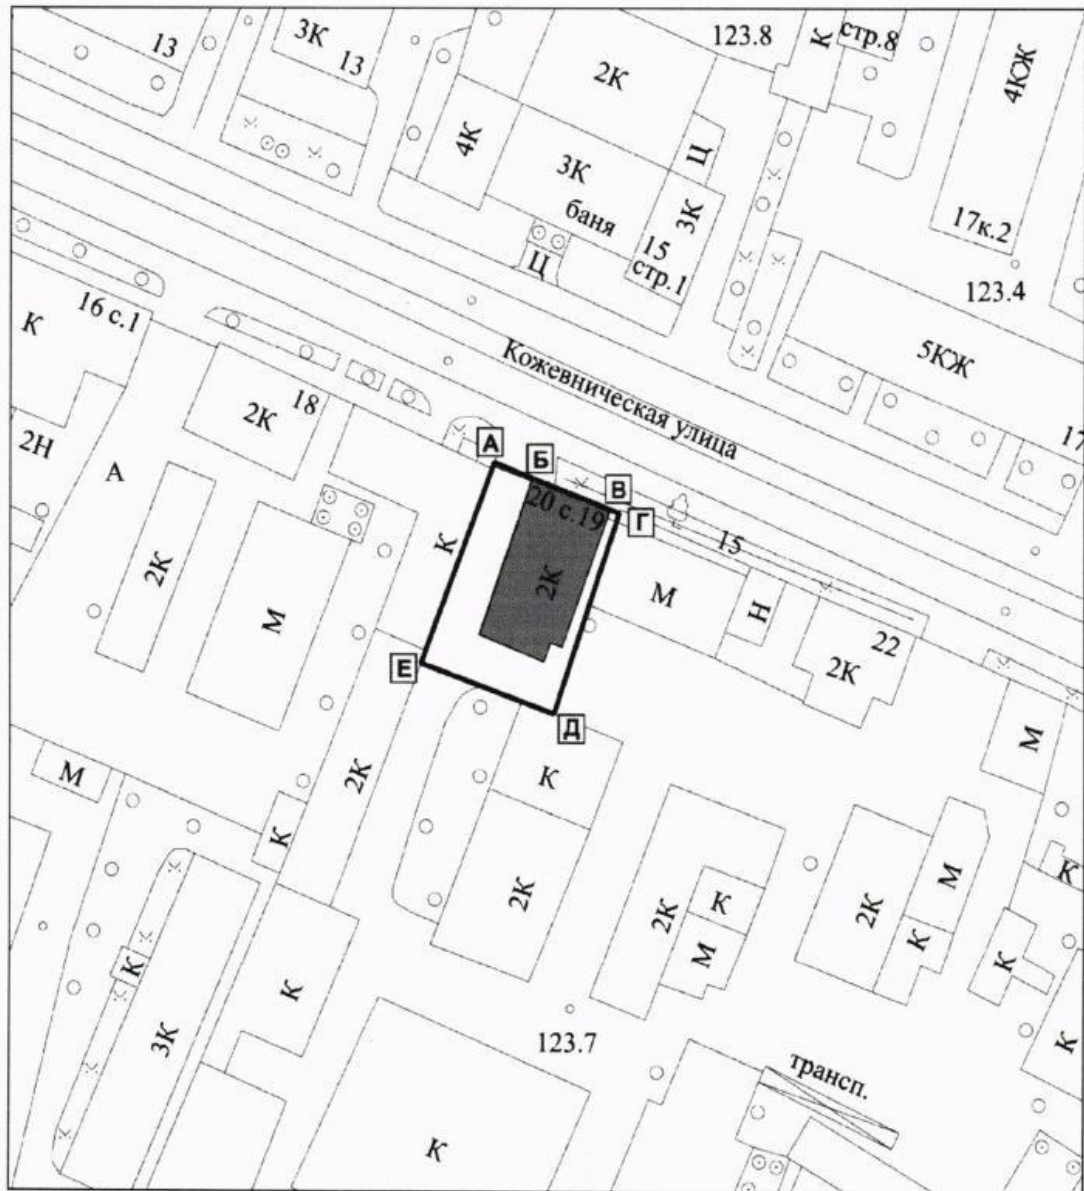 13
3К
13
2К
123.8
К
стр.8
4КЖ
4К
3К
баня
Ц
3К
15
стр.1
Ц
17к.2
123.4
16 с.1
К
5КЖ
17
Кожевническая улица
18
2К
2Н
А
А
Б
В
Г
20 с.19
2К
К
15
2К
М
М
Н
22
2К
Е
Д
М
М
2К
К
К
2К
2К
К
М
2К
М
К
К
К
К
3К
К
К
123.7
трансп.
К